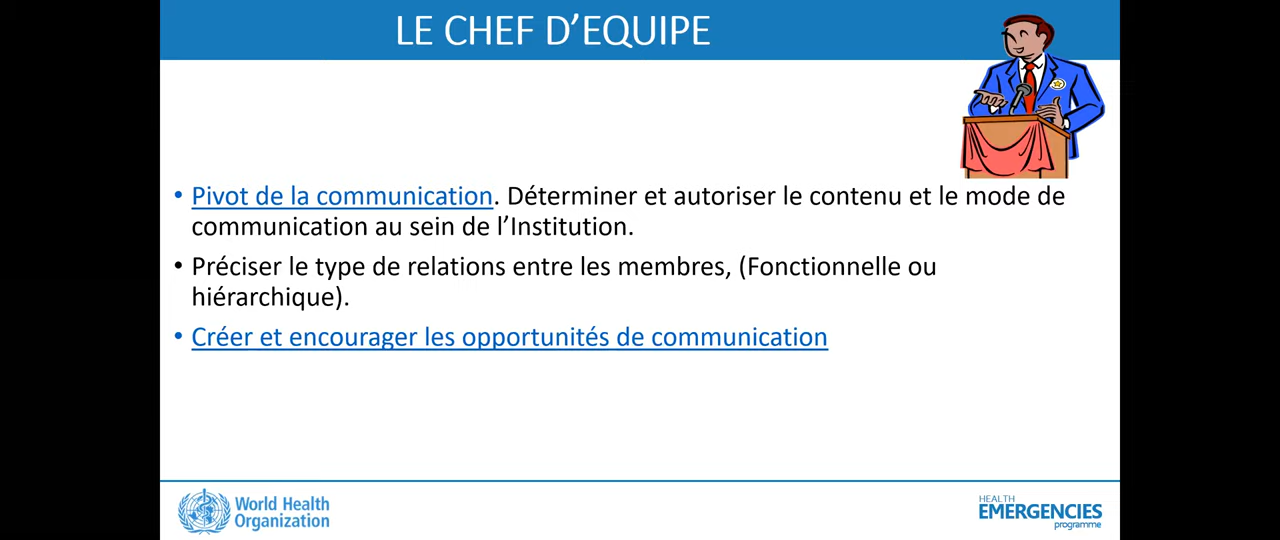 LE CHEF D’EQUIPE
• Pivot de la communication. Déterminer et autoriser le contenu et le mode de
communication au sein de l’Institution.
• Préciser le type de relations entre les membres, (Fonctionnelle ou
hiérarchique).
• Créer et encourager les opportunités de communication
World Health
Organization
HEALTH
EMERGENCIES
programme